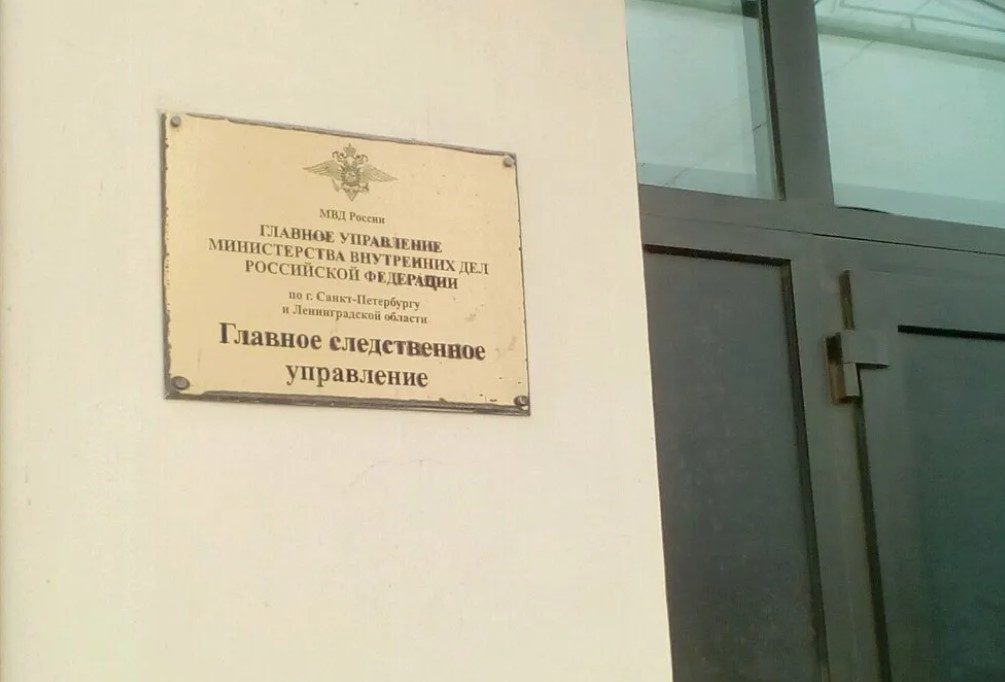 МВД России
ГЛАВНОЕ УПРАВЛЕНИЕ
МИНИСТЕРСТВА ВНУТРЕННИХ ДЕЛ
РОССИЙСКОЙ ФЕДЕРАЦИИ
по г. Санкт-Петербургу
и Ленинградской области
Главное следственное
управление